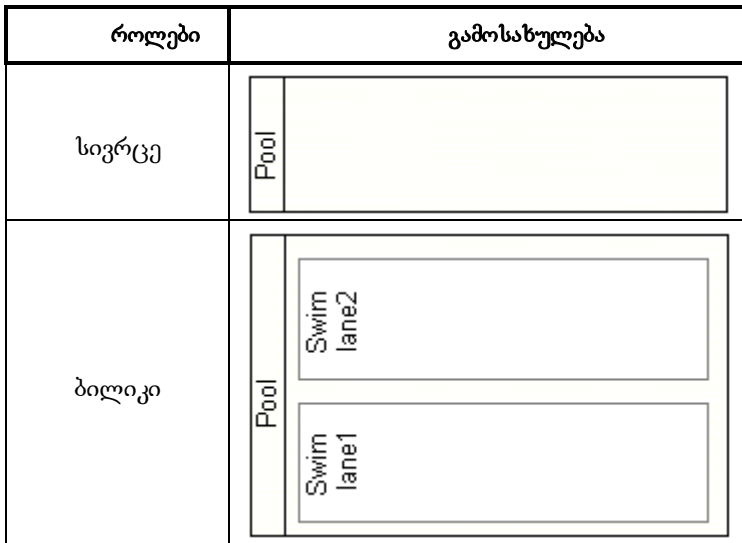 როლები
გამოსახულება
სივრცე
Pool
ბილიკი
Pool
Swim
lane2
Swim
lane1